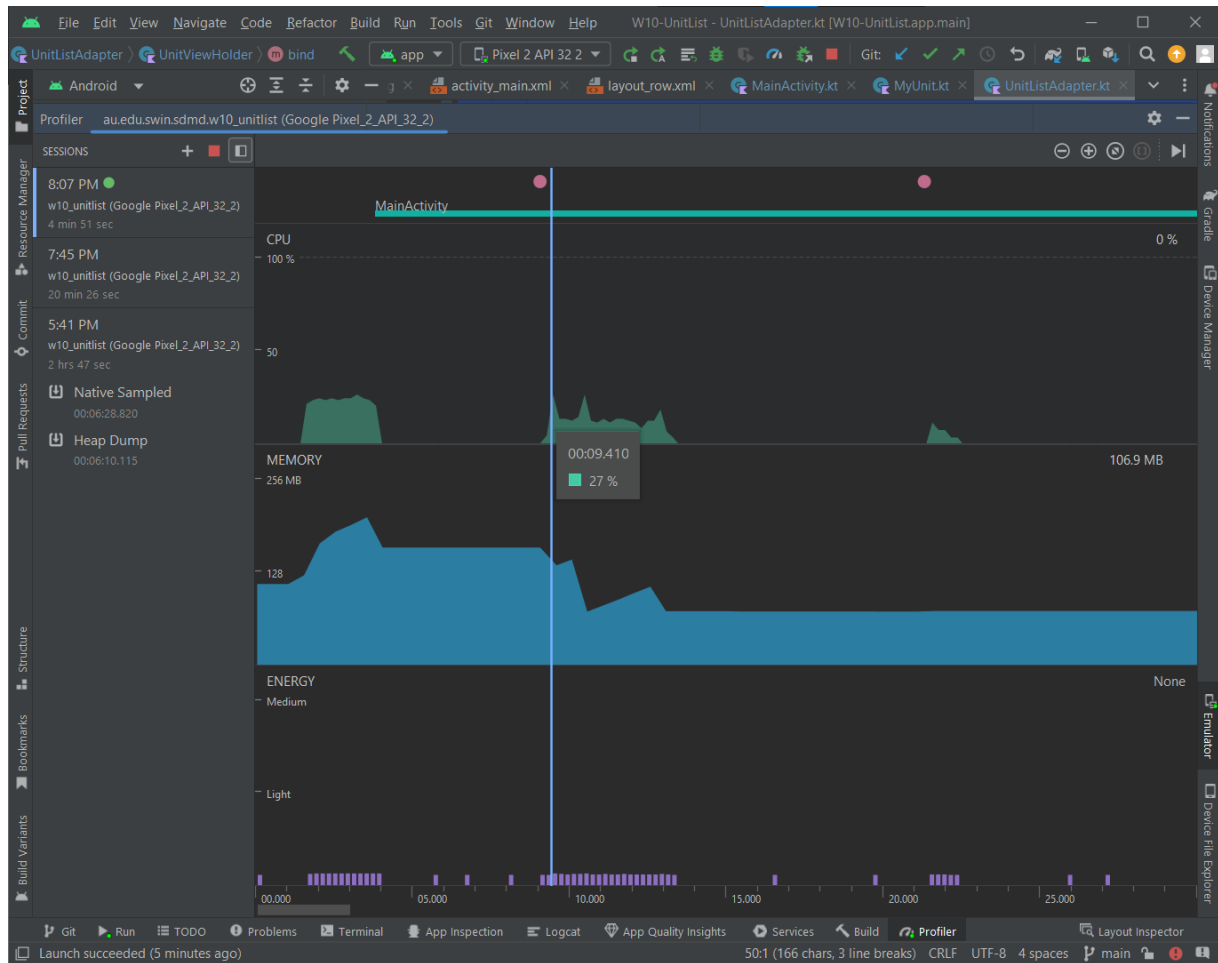 File Edit View Navigate Code Refactor Build Run Tools Git Window Help W10-UnitList - UnitListAdapter.kt [W10-UnitList.app.main]
UnitListAdapter UnitViewHolder bind app Pixel 2 API 32 2 Git:
Project
Android activity_main.xml layout_row.xml MainActivity.kt MyUnit.kt UnitListAdapter.kt
Profiler au.edu.swin.sdmd.w10_unitlist (Google Pixel_2_API_32_2)
SESSIONS
8:07 PM
w10_unitlist (Google Pixel_2_API_32_2)
4 min 51 sec
7:45 PM
w10_unitlist (Google Pixel_2_API_32_2)
20 min 26 sec
5:41 PM
w10_unitlist (Google Pixel_2_API_32_2)
2 hrs 47 sec
Native Sampled
00:06:28.820
Heap Dump
00:06:10.115
Resource Manager
Commit
Pull Requests
Structure
Bookmarks
Build Variants
MainActivity
CPU 0 %
100 %
50
00:09.410
27 %
MEMORY 106.9 MB
256 MB
128
ENERGY None
Medium
Light
00.000 05.000 10.000 15.000 20.000 25.000
Notifications
Gradle
Device Manager
Emulator
Device File Explorer
Git Run TODO Problems Terminal App Inspection Logcat App Quality Insights Services Build Profiler Layout Inspector
Launch succeeded (5 minutes ago) 50:1 (166 chars, 3 line breaks) CRLF UTF-8 4 spaces main